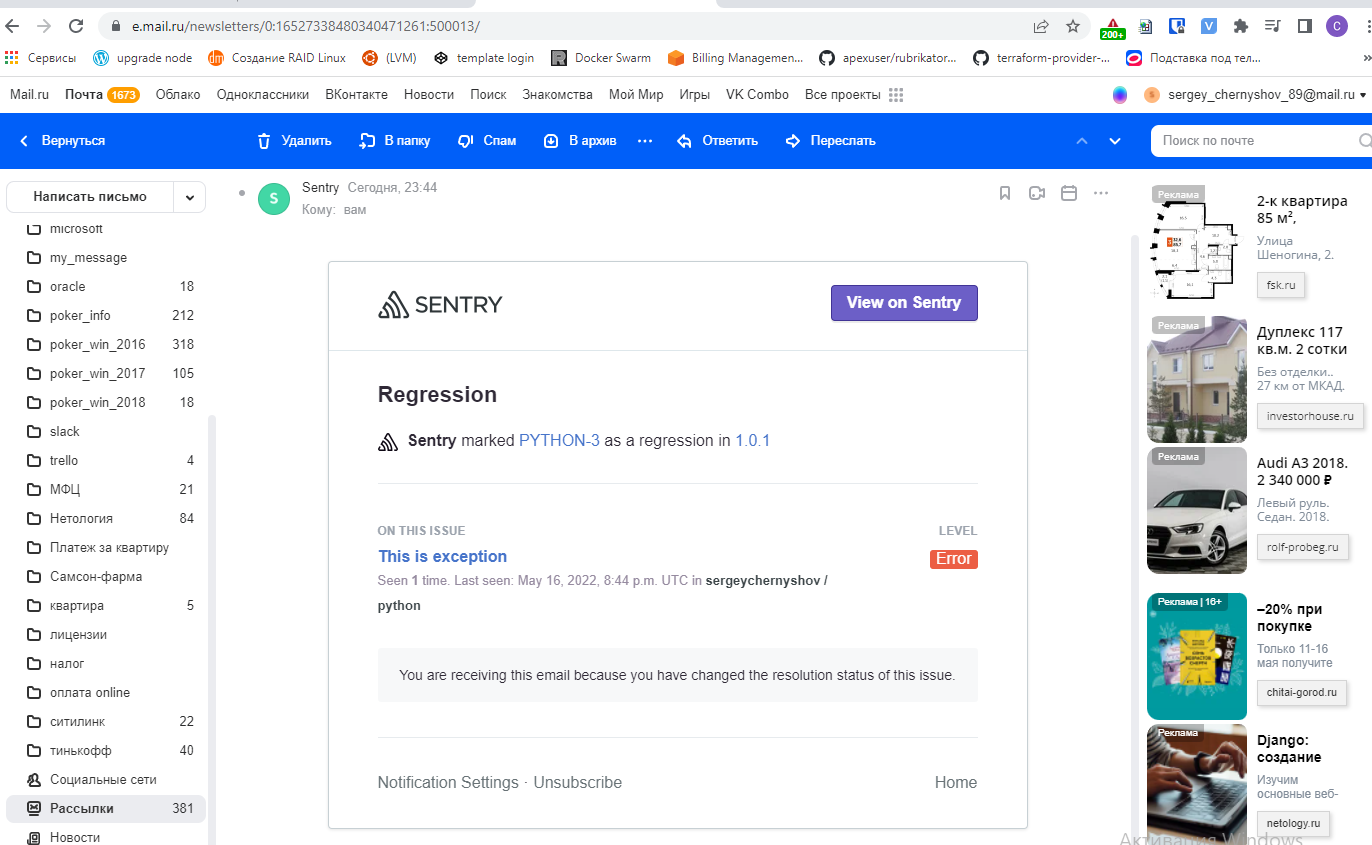 e.mail.ru/newsletters/0:16527338480340471261:500013/
200+
V
C
Сервисы
upgrade node
dm
Создание RAID Linux
(LVM)
template login
Docker Swarm
Billing Managemen...
apexuser/rubrikator...
terraform-provider-...
Подставка под тел...
»
Mail.ru
Почта 1673
Облако
Одноклассники
ВКонтакте
Новости
Поиск
Знакомства
Мой Мир
Игры
VK Combo
Все проекты
sergey_chernyshov_89@mail.ru
Вернуться
Удалить
В папку
Спам
В архив
Ответить
Переслать
Поиск по почте
Написать письмо
microsoft
my_message
oracle 18
poker_info 212
poker_win_2016 318
poker_win_2017 105
poker_win_2018 18
slack
trello 4
МФЦ 21
Нетология 84
Платеж за квартиру
Самсон-фарма
квартира 5
лицензии
налог
оплата online
ситилинк 22
тинькофф 40
Социальные сети
Рассылки 381
Новости
S
Sentry Сегодня, 23:44
Кому: вам
SENTRY
View on Sentry
Regression
Sentry marked PYTHON-3 as a regression in 1.0.1
ON THIS ISSUE
LEVEL
This is exception
Error
Seen 1 time. Last seen: May 16, 2022, 8:44 p.m. UTC in sergeychernyshov /
python
You are receiving this email because you have changed the resolution status of this issue.
Notification Settings · Unsubscribe
Home
Реклама
2-к квартира
85 м²,
Улица
Шеногина, 2.
fsk.ru
Реклама
Дуплекс 117
кв.м. 2 сотки
Без отделки..
27 км от МКАД.
investorhouse.ru
Реклама
Audi A3 2018.
2 340 000 ₽
Левый руль.
Седан. 2018.
rolf-probeg.ru
Реклама | 16+
–20% при
покупке
Только 11-16
мая получите
chitai-gorod.ru
Реклама
Django:
создание
Изучим
основные веб-
netology.ru
Активация Windows